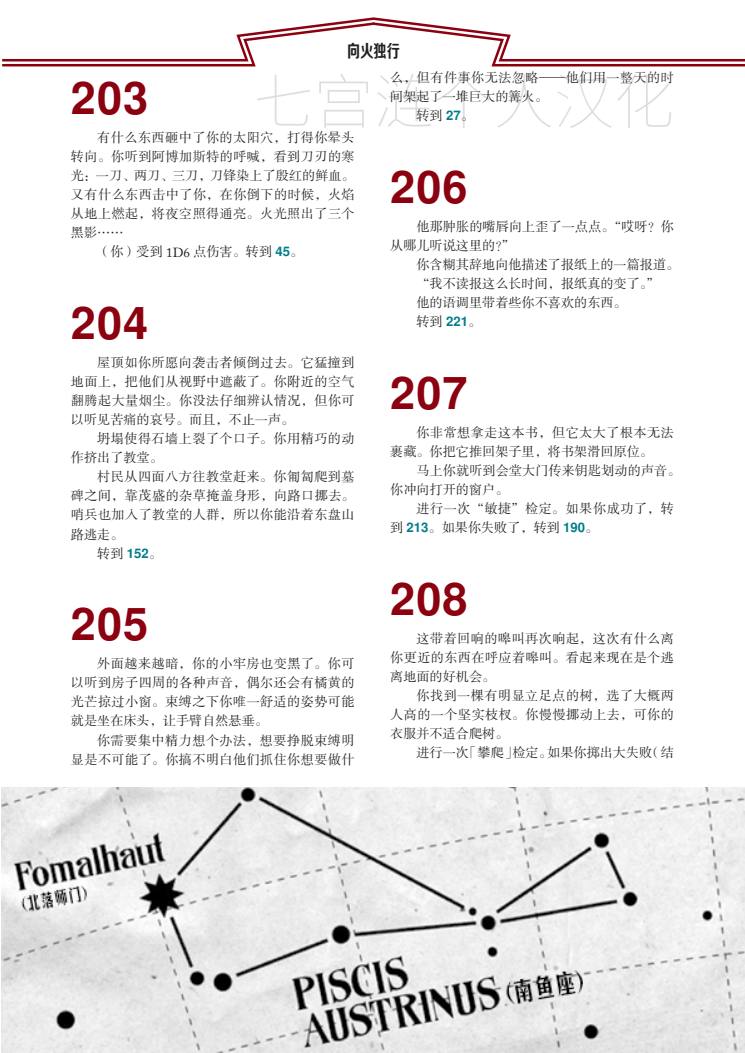 向火独行
七宫涟个人汉化
203
有什么东西砸中了你的太阳穴，打得你晕头
转向。你听到阿博加斯特的呼喊，看到刀刃的寒
光：一刀、两刀、三刀，刀锋染上了殷红的鲜血。
又有什么东西击中了你，在你倒下的时候，火焰
从地上燃起，将夜空照得通亮。火光照出了三个
黑影……
（你）受到 1D6 点伤害。转到 45。
204
屋顶如你所愿向袭击者倾倒过去。它猛撞到
地面上，把他们从视野中遮蔽了。你附近的空气
翻腾起大量烟尘。你没法仔细辨认情况，但你可
以听见苦痛的哀号。而且，不止一声。
坍塌使得石墙上裂了个口子。你用精巧的动
作挤出了教堂。
村民从四面八方往教堂赶来。你匍匐爬到墓
碑之间，靠茂盛的杂草掩盖身形，向路口挪去。
哨兵也加入了教堂的人群，所以你能沿着东盘山
路逃走。
转到 152。
205
外面越来越暗，你的小牢房也变黑了。你可
以听到房子四周的各种声音，偶尔还会有橘黄的
光芒掠过小窗。束缚之下你唯一舒适的姿势可能
就是坐在床头，让手臂自然悬垂。
你需要集中精力想个办法，想要挣脱束缚明
显是不可能了。你搞不明白他们抓住你想要做什
么，但有件事你无法忽略——他们用一整天的时
间架起了一堆巨大的篝火。
转到 27。
206
他那肿胀的嘴唇向上歪了一点点。“哎呀？你
从哪儿听说这里的？”
你含糊其辞地向他描述了报纸上的一篇报道。
“我不读报这么长时间，报纸真的变了。”
他的语调里带着些你不喜欢的东西。
转到 221。
207
你非常想拿走这本书，但它太大了根本无法
裹藏。你把它推回架子里，将书架滑回原位。
马上你就听到会堂大门传来钥匙划动的声音。
你冲向打开的窗户。
进行一次“敏捷”检定。如果你成功了，转
到 213。如果你失败了，转到 190。
208
这带着回响的嗥叫再次响起，这次有什么离
你更近的东西在呼应着嗥叫。看起来现在是个逃
离地面的好机会。
你找到一棵有明显立足点的树，选了大概两
人高的一个坚实枝杈。你慢慢挪动上去，可你的
衣服并不适合爬树。
进行一次「攀爬」检定。如果你掷出大失败（结
Fomalhaut
（北落师门）
PISCIS
AUSTRINUS（南鱼座）